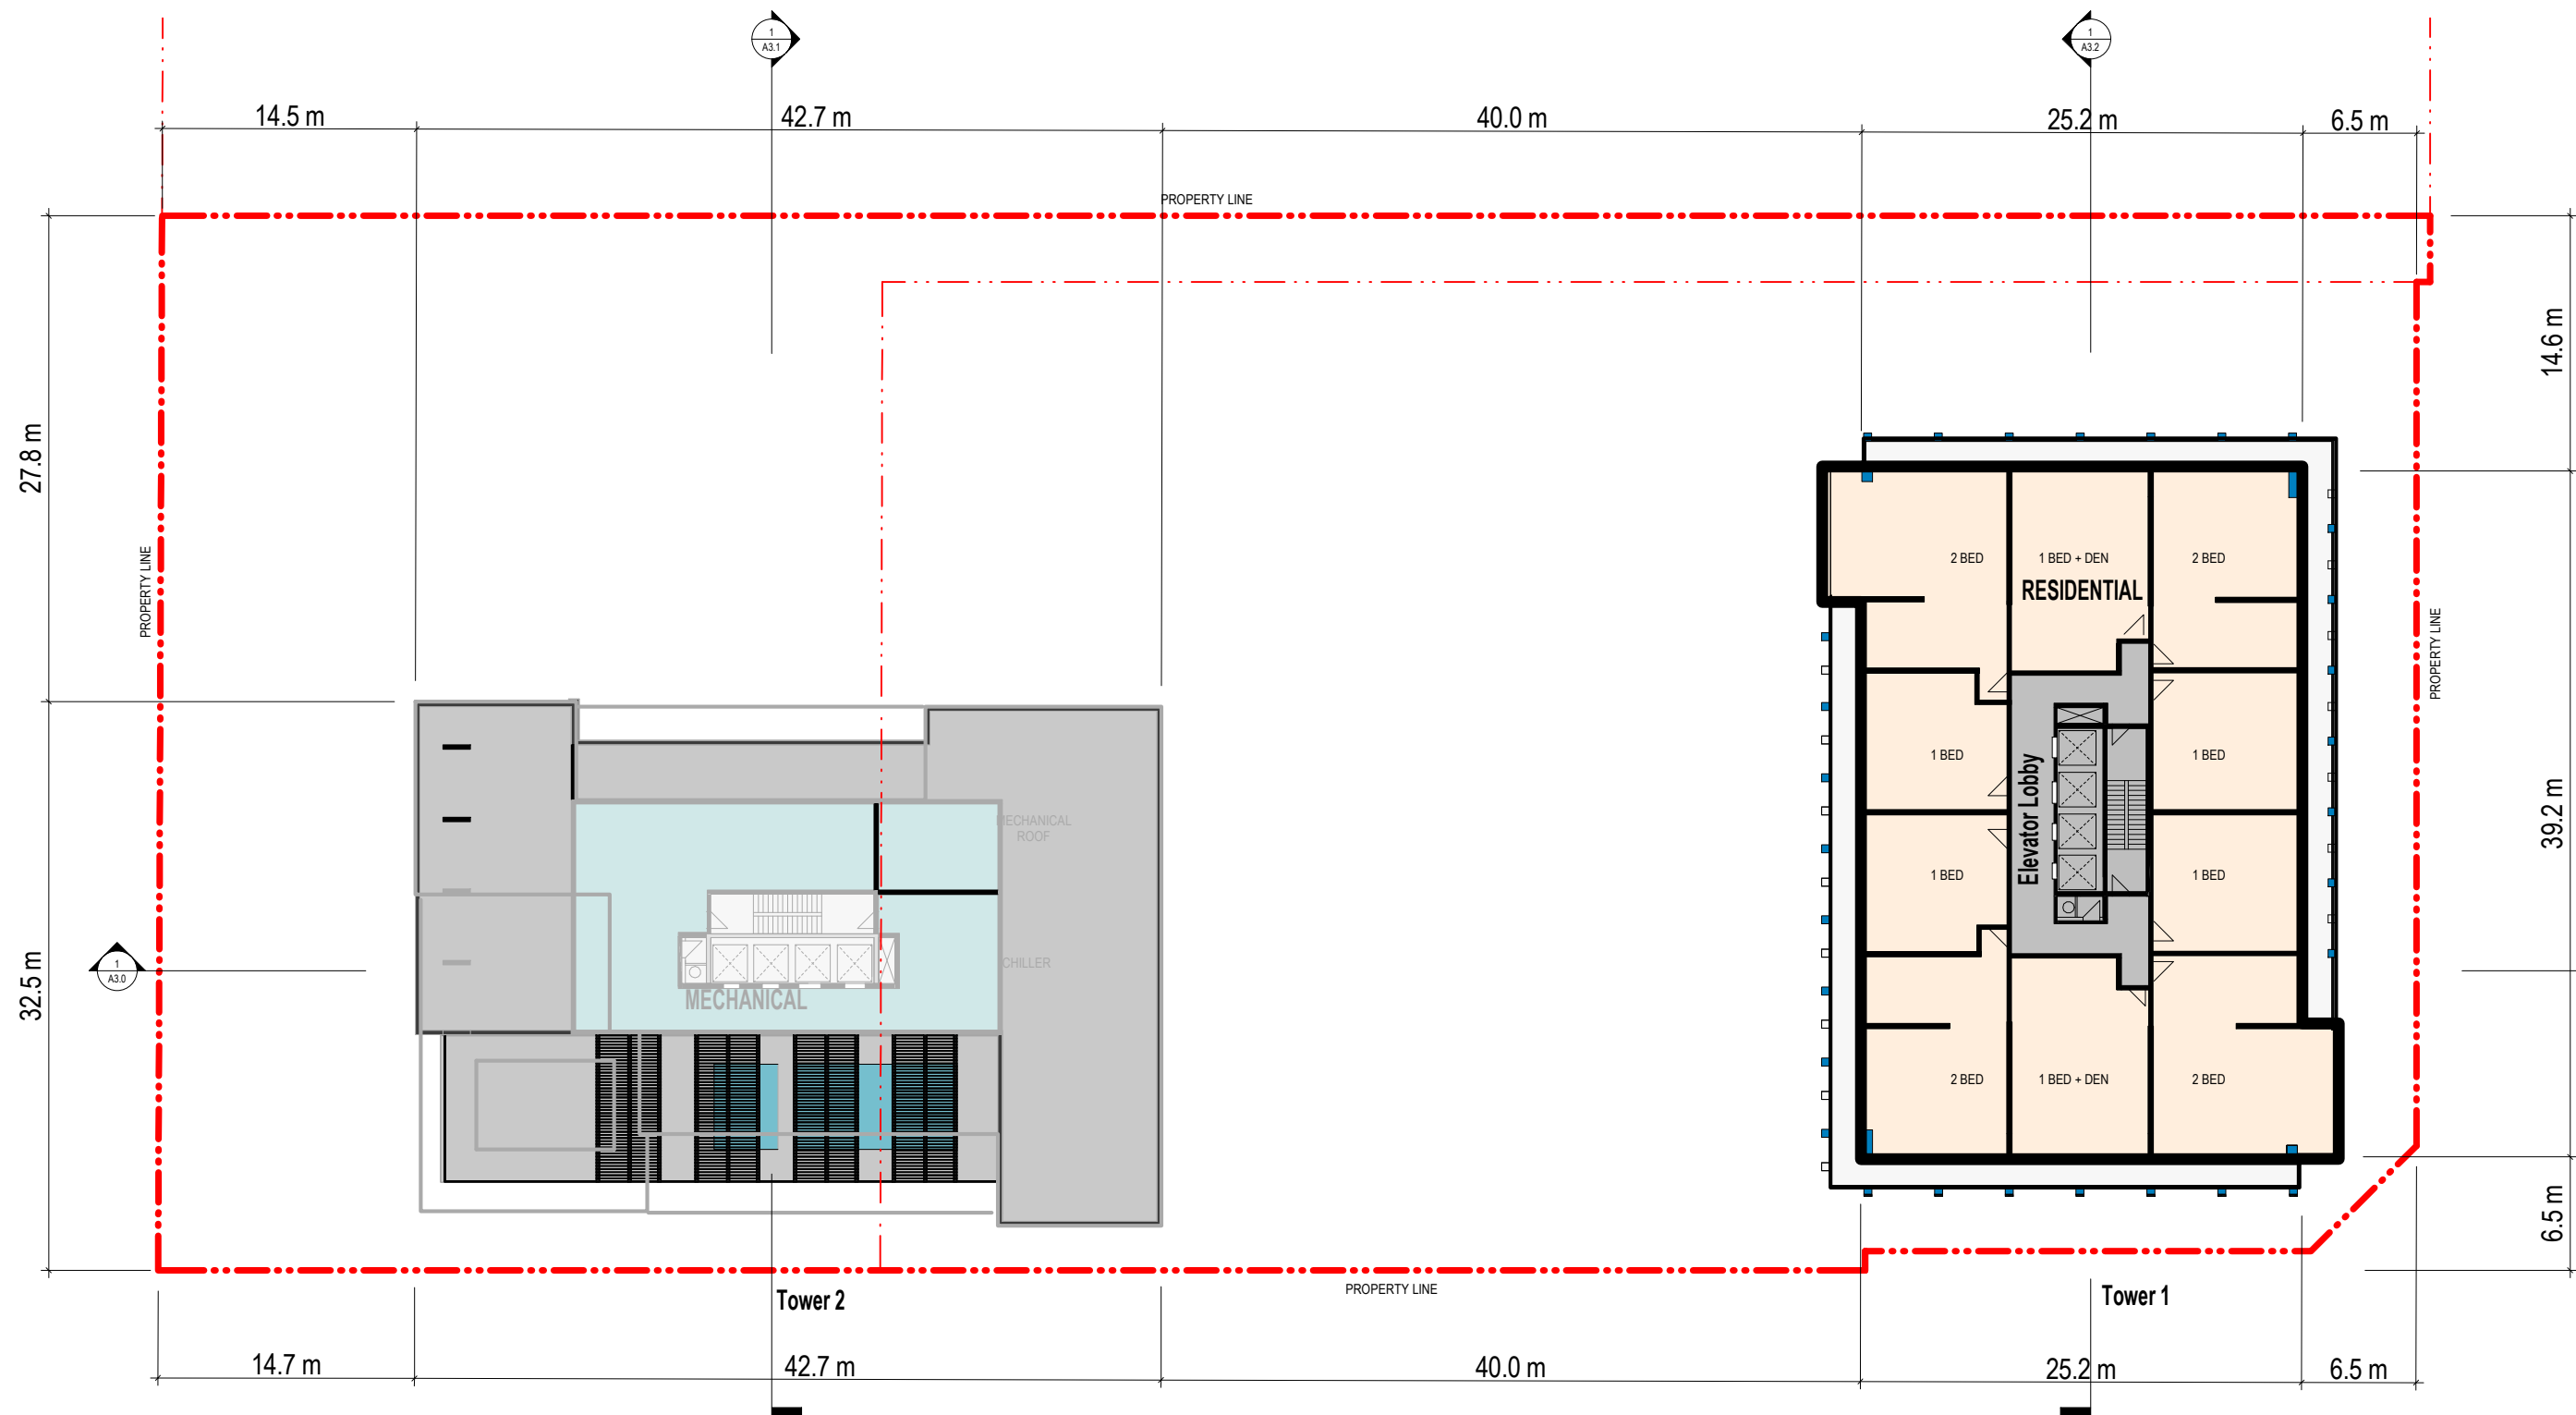 1
A3.1
1
A3.2
14.5 m
42.7 m
40.0 m
25.2 m
6.5 m
PROPERTY LINE
27.8 m
14.6 m
PROPERTY LINE
2 BED
1 BED + DEN
2 BED
RESIDENTIAL
PROPERTY LINE
1 BED
Elevator Lobby
1 BED
MECHANICAL
ROOF
39.2 m
1 BED
1 BED
1
A3.0
32.5 m
CHILLER
MECHANICAL
2 BED
1 BED + DEN
2 BED
6.5 m
PROPERTY LINE
Tower 2
Tower 1
14.7 m
42.7 m
40.0 m
25.2 m
6.5 m